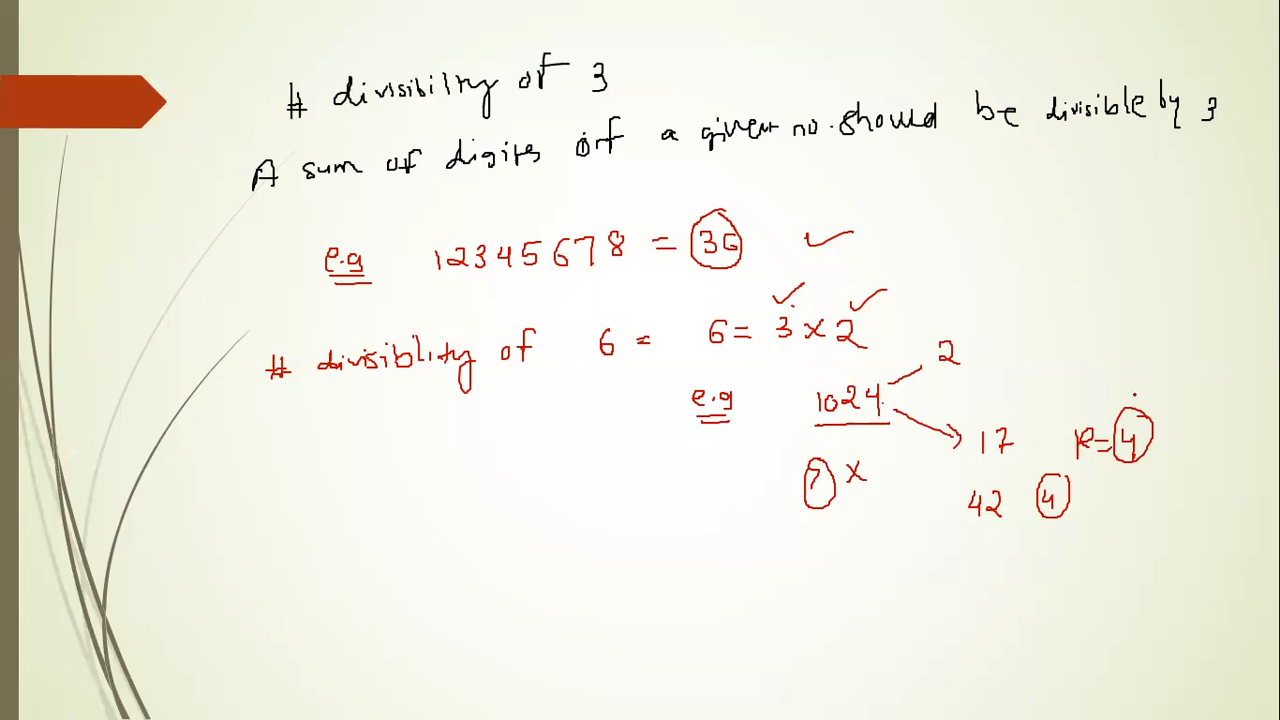 # divisibilty of 3
A sum of digits of a given no. should be divisible by 3
e.g 12345678 = 36 ✓
# divisiblity of 6 = 6 = 3 x 2
e.g 1024 2
17 R=4
7 x 42 4